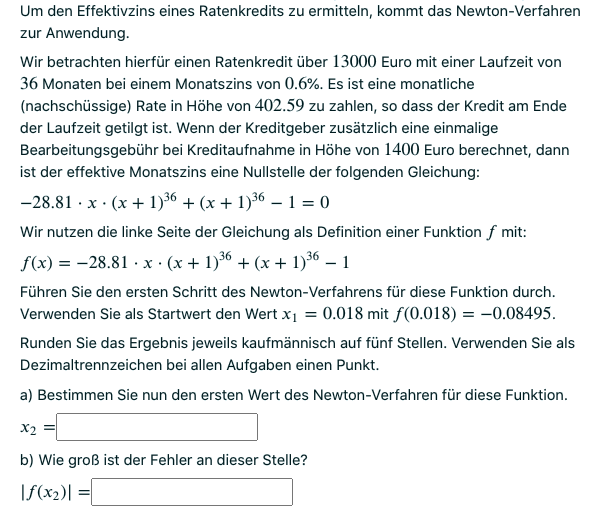 Um den Effektivzins eines Ratenkredits zu ermitteln, kommt das Newton-Verfahren
zur Anwendung.
Wir betrachten hierfür einen Ratenkredit über 13000 Euro mit einer Laufzeit von
36 Monaten bei einem Monatszins von 0.6%. Es ist eine monatliche
(nachschüssige) Rate in Höhe von 402.59 zu zahlen, so dass der Kredit am Ende
der Laufzeit getilgt ist. Wenn der Kreditgeber zusätzlich eine einmalige
Bearbeitungsgebühr bei Kreditaufnahme in Höhe von 1400 Euro berechnet, dann
ist der effektive Monatszins eine Nullstelle der folgenden Gleichung:
−28.81 · x · (x + 1)³⁶ + (x + 1)³⁶ − 1 = 0
Wir nutzen die linke Seite der Gleichung als Definition einer Funktion f mit:
f(x) = −28.81 · x · (x + 1)³⁶ + (x + 1)³⁶ − 1
Führen Sie den ersten Schritt des Newton-Verfahrens für diese Funktion durch.
Verwenden Sie als Startwert den Wert x₁ = 0.018 mit f(0.018) = −0.08495.
Runden Sie das Ergebnis jeweils kaufmännisch auf fünf Stellen. Verwenden Sie als
Dezimaltrennzeichen bei allen Aufgaben einen Punkt.
a) Bestimmen Sie nun den ersten Wert des Newton-Verfahren für diese Funktion.
x₂ =
b) Wie groß ist der Fehler an dieser Stelle?
|f(x₂)| =